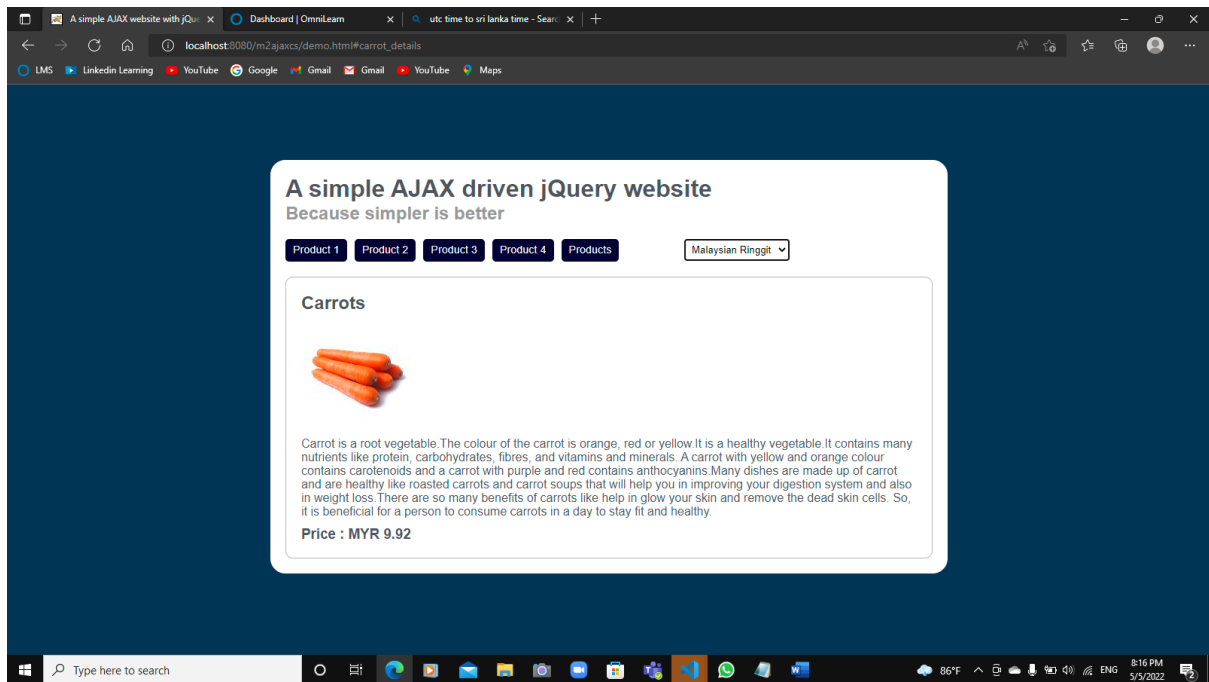 A simple AJAX website with jQue
Dashboard | OmniLearn
utc time to sri lanka time - Searc
localhost:8080/m2ajaxcs/demo.html#carrot_details
LMS
Linkedin Learning
YouTube
Google
Gmail
Gmail
YouTube
Maps
A simple AJAX driven jQuery website
Because simpler is better
Product 1
Product 2
Product 3
Product 4
Products
Malaysian Ringgit
Carrots
Carrot is a root vegetable.The colour of the carrot is orange, red or yellow.It is a healthy vegetable.It contains many
nutrients like protein, carbohydrates, fibres, and vitamins and minerals. A carrot with yellow and orange colour
contains carotenoids and a carrot with purple and red contains anthocyanins.Many dishes are made up of carrot
and are healthy like roasted carrots and carrot soups that will help you in improving your digestion system and also
in weight loss.There are so many benefits of carrots like help in glow your skin and remove the dead skin cells. So,
it is beneficial for a person to consume carrots in a day to stay fit and healthy.
Price : MYR 9.92
Type here to search
86°F
ENG
8:16 PM
5/5/2022
2